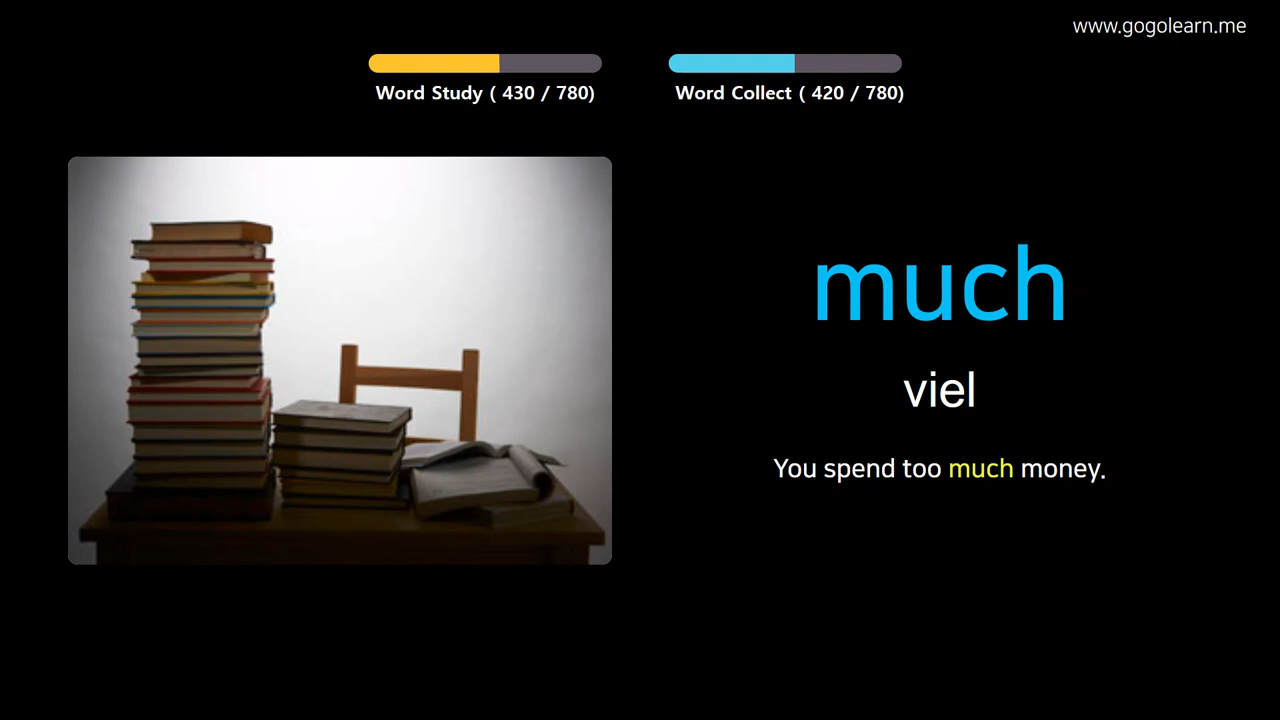 www.gogolearn.me
Word Study ( 430 / 780)
Word Collect ( 420 / 780)
much
viel
You spend too much money.